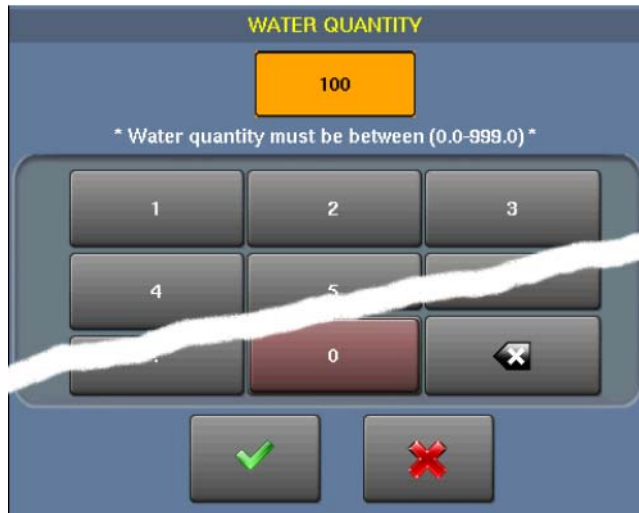 WATER QUANTITY
100
* Water quantity must be between (0.0-999.0) *
1 2 3
4 5
. 0